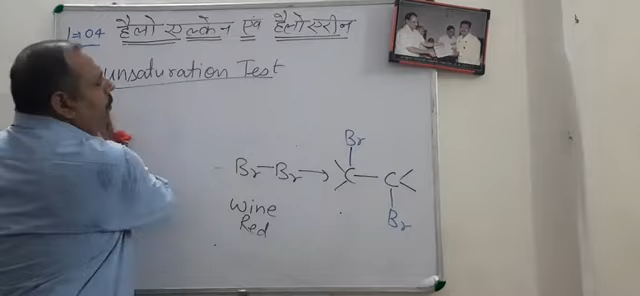 1→04 हैलो एल्केन एवं हैलोएरीन
unsaturation Test
Br
Br—Br → C — C
Br
Wine
Red